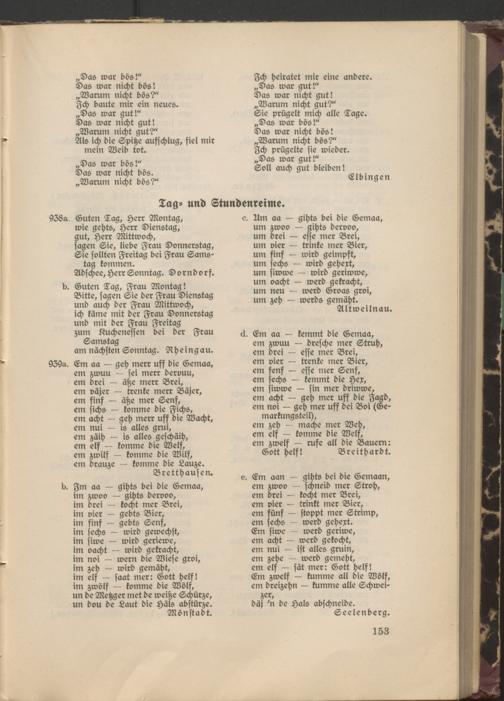 „Das war bös!“
Das war nicht bös!
„Warum nicht bös?“
Ich baute mir ein neues.
„Das war gut!“
Das war nicht gut!
„Warum nicht gut?“
Als ich die Spitze aufschlug, fiel mir
mein Weib tot.
„Das war bös!“
Das war nicht bös.
„Warum nicht bös?“
Ich heiratet mir eine andere.
„Das war gut!“
Das war nicht gut!
„Warum nicht gut?“
Sie prügelt mich alle Tage.
„Das war bös!“
Das war nicht bös!
„Warum nicht bös?“
Ich prügelte sie wieder.
„Das war gut!“
Soll auch gut bleiben!
Elbingen
Tag- und Stundenreime.
938a. Guten Tag, Herr Montag,
wie gehts, Herr Dienstag,
gut, Herr Mittwoch,
sagen Sie, liebe Frau Donnerstag,
Sie sollten Freitag bei Frau Sams-
tag kommen.
Adschee, Herr Sonntag. Dorndorf.
b. Guten Tag, Frau Montag!
Bitte, sagen Sie der Frau Dienstag
und auch der Frau Mittwoch,
ich käme mit der Frau Donnerstag
und mit der Frau Freitag
zum Kuchenessen bei der Frau
Samstag
am nächsten Sonntag. Rheingau.
939a. Em aa — geh merr uff die Gemaa,
em zwuu — sei merr dervuu,
em drei — äße merr Brei,
em väjer — trenke merr Bäjer,
em finf — äße mer Senf,
em sichs — komme die Fichs,
em acht — geh merr uff die Wacht,
em nui — is alles grui,
em zäih — is alles geschäih,
em elf — komme die Welf,
em zwilf — komme die Wilf,
em drauze — komme die Lauze.
Bretthausen.
b. Im aa — gihts bei die Gemaa,
im zwoo — gihts dervoo,
im drei — kocht mer Brei,
im vier — gebts Bier,
im finf — gebts Senf,
im sechs — wird gewechst,
im siwe — wird geriewe,
im oacht — wird gekracht,
im noi — wern die Wiese groi,
im zeh — wird gemäht,
im elf — saat mer: Gott helf!
im zwölf — komme die Wölf,
un de Metzger met de weiße Schürze,
un dou de Laut die Häls abstürze.
Mönstadt.
c. Um aa — gihts bei die Gemaa,
um zwoo — gihts dervoo,
um drei — esse mer Brei,
um vier — trinke mer Bier,
um finf — wird geimpft,
um sechs — wird gehext,
um siwwe — wird geriwwe,
um oacht — werd gekracht,
um neu — werd Groas groi,
um zeh — werds gemäht.
Altweilnau.
d. Em aa — kemmt die Gemaa,
em zwuu — dresche mer Struh,
em drei — esse mer Brei,
em vier — trenke mer Bier,
em fenf — esse mer Senf,
em sechs — kemmt die Hex,
em siwwe — sin mer driwwe,
em acht — geh mer uff die Jagd,
em noi — geh mer uff bei Boi (Ge-
markungsteil),
em zeh — mache mer Weh,
em elf — komme die Welf,
em zwelf — rufe all die Bauern:
Gott helf! Breithardt.
e. Em aan — gihts bei die Gemaan,
em zwoo — schneid mer Stroh,
em drei — kocht mer Brei,
em vier — trinkt mer Bier,
em fünf — stoppt mer Strimp,
em sechs — werd gehext.
Em siwe — werd geriwe,
em acht — werd gekocht,
em nui — ist alles gruin,
em zehe — werd gemeht,
em elf — sät mer: Gott helf!
Em zwelf — kumme all die Wölf,
em dreizehn — kumme alle Schwei-
zer,
däj 'n de Hals abschneide.
Seelenberg.
153